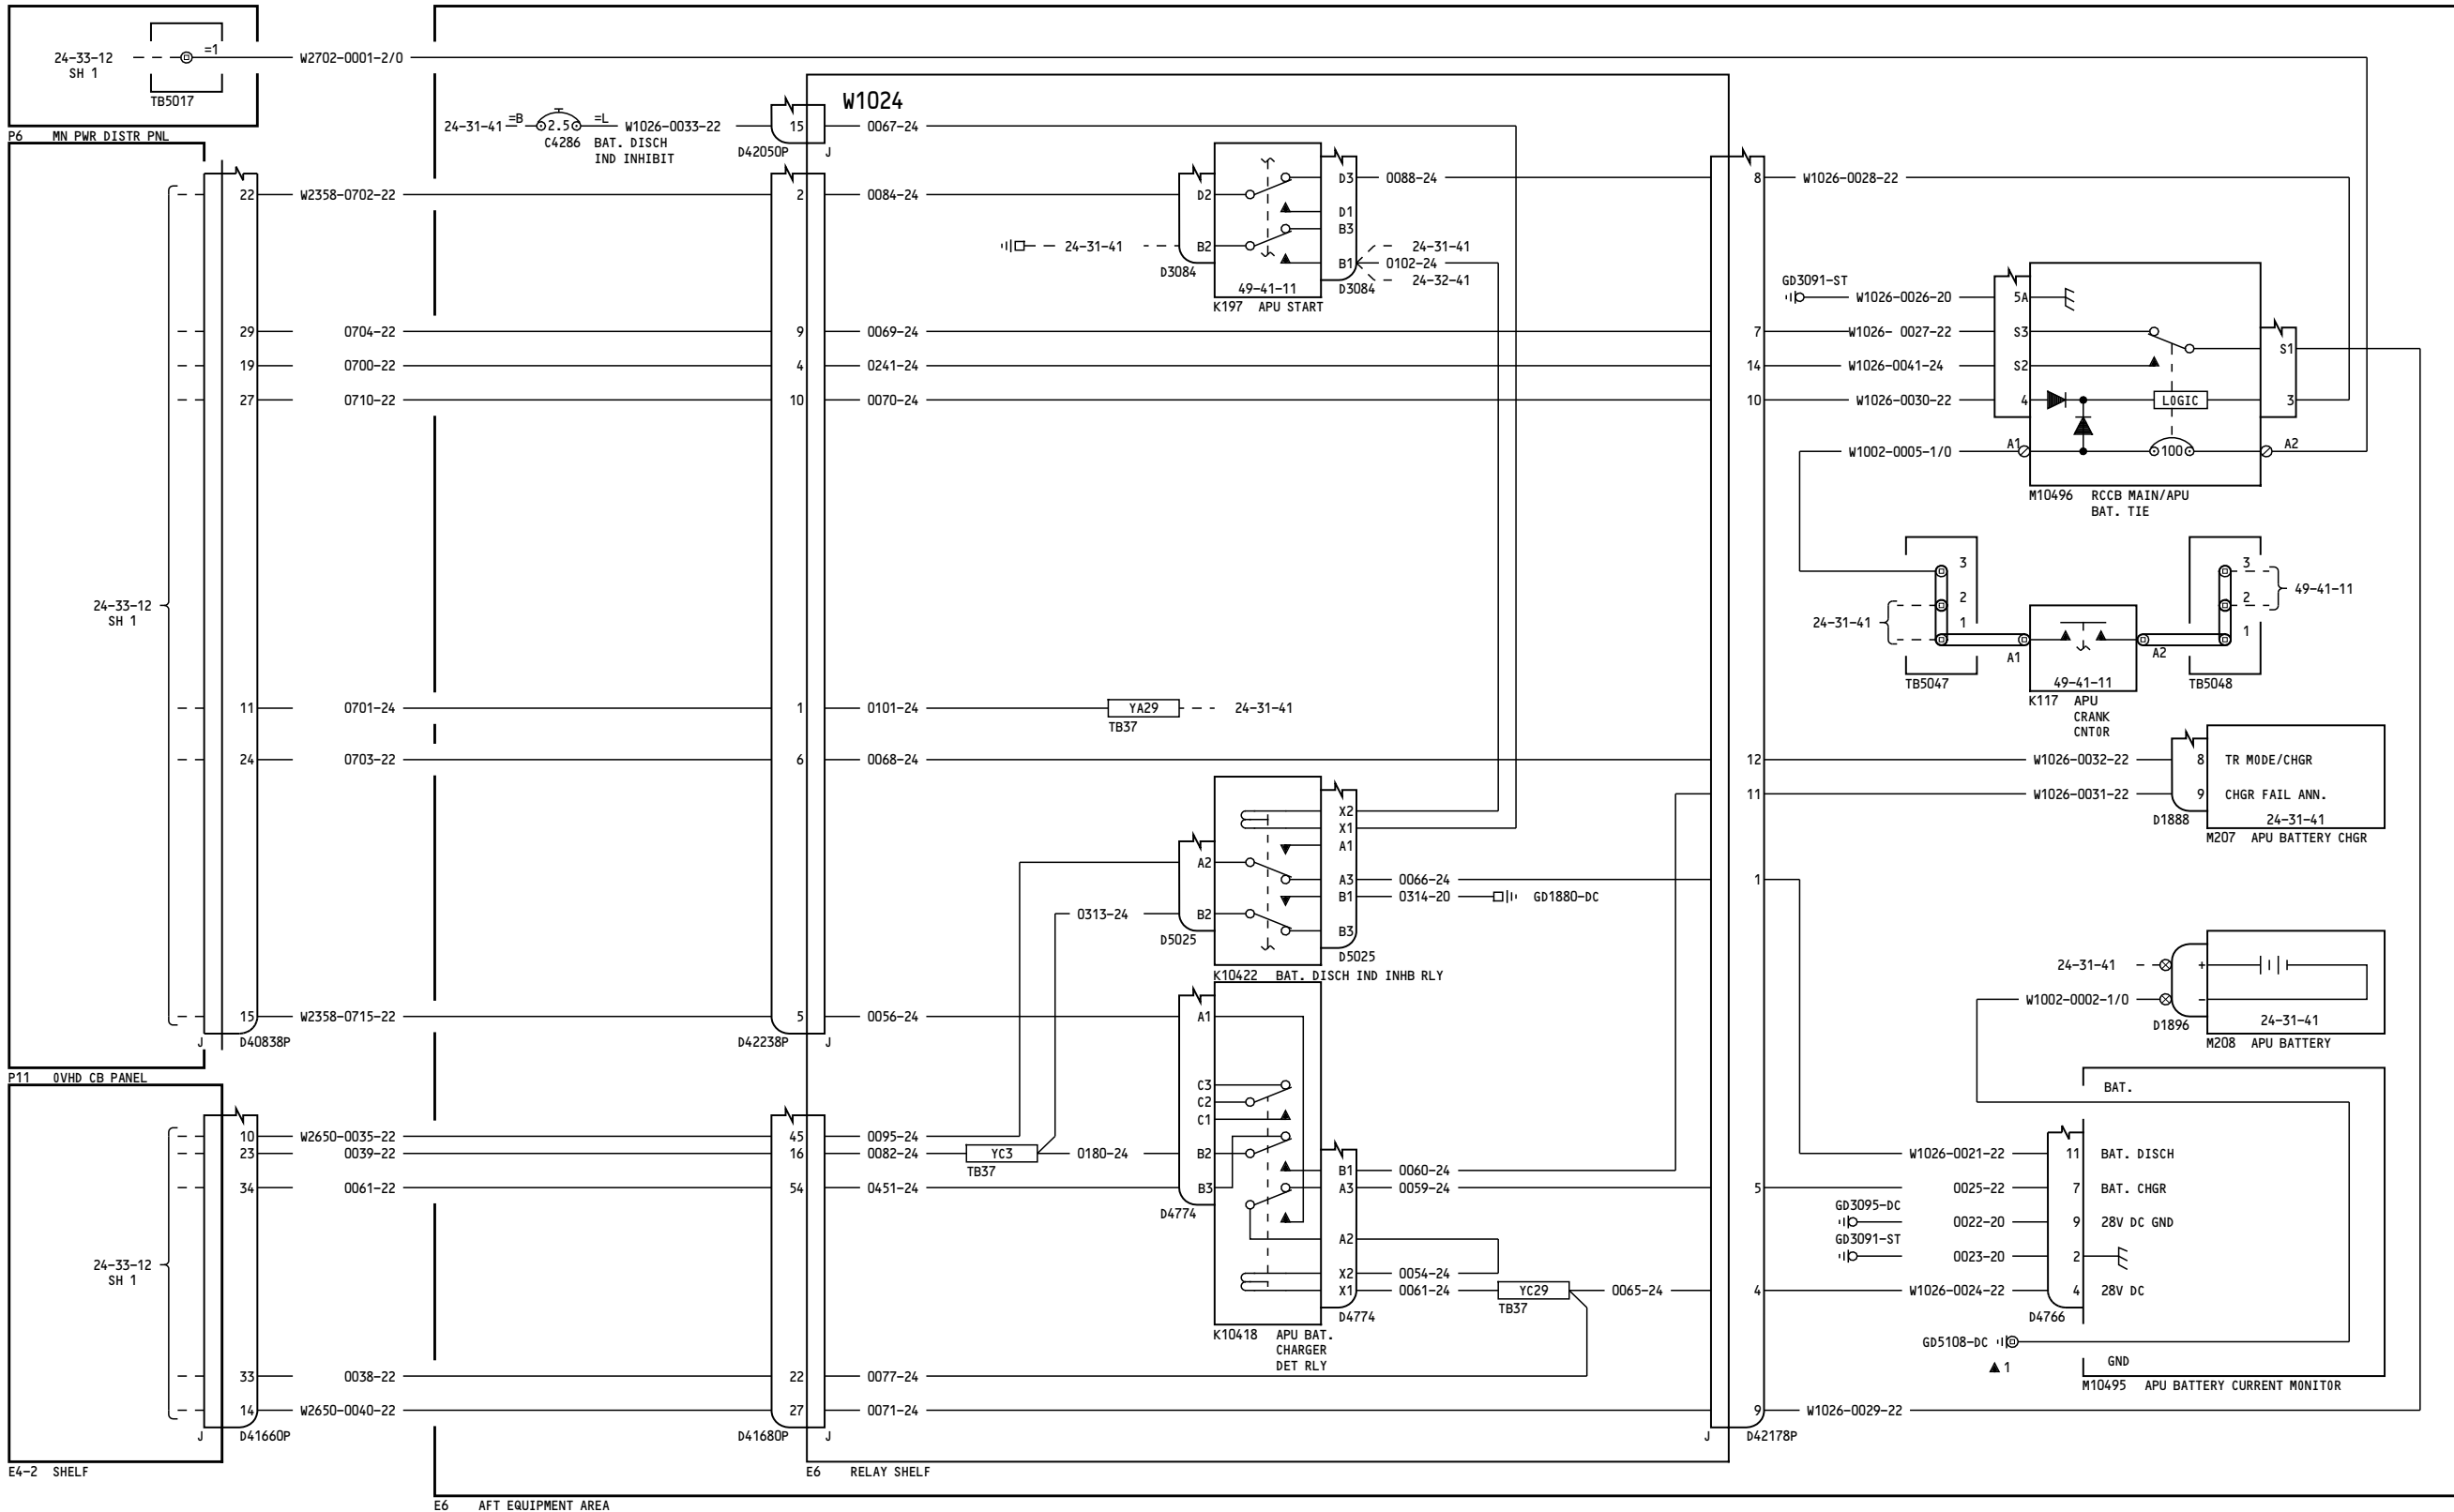 24-33-12
SH 1
=1
TB5017
W2702-0001-2/0
P6 MN PWR DISTR PNL
24-31-41
=B
2.5
=L
W1026-0033-22
C4286 BAT. DISCH
IND INHIBIT
15
D42050P
J
W1024
0067-24
22
W2358-0702-22
2
0084-24
D2
D3
0088-24
8
W1026-0028-22
D1
B3
24-31-41
B2
B1
24-31-41
0102-24
24-32-41
D3084
D3084
49-41-11
K197 APU START
GD3091-ST
W1026-0026-20
5A
29
0704-22
9
0069-24
7
W1026- 0027-22
S3
S1
19
0700-22
4
0241-24
14
W1026-0041-24
S2
27
0710-22
10
0070-24
10
W1026-0030-22
4
LOGIC
3
W1002-0005-1/0
A1
100
A2
M10496 RCCB MAIN/APU
BAT. TIE
24-33-12
SH 1
3
2
1
24-31-41
TB5047
A1
A2
49-41-11
K117 APU
CRANK
CNTOR
3
2
1
49-41-11
TB5048
11
0701-24
1
0101-24
YA29
TB37
24-31-41
24
0703-22
6
0068-24
12
W1026-0032-22
8
TR MODE/CHGR
11
W1026-0031-22
9
CHGR FAIL ANN.
D1888
24-31-41
M207 APU BATTERY CHGR
X2
X1
A1
A2
A3
0066-24
1
B1
0314-20
GD1880-DC
0313-24
B2
B3
D5025
D5025
K10422 BAT. DISCH IND INHB RLY
24-31-41
+
W1002-0002-1/0
−
D1896
24-31-41
M208 APU BATTERY
15
W2358-0715-22
5
0056-24
A1
J
D40838P
D42238P
J
P11 OVHD CB PANEL
C3
C2
C1
BAT.
10
W2650-0035-22
45
0095-24
23
0039-22
16
0082-24
YC3
TB37
0180-24
B2
34
0061-22
54
0451-24
B3
D4774
B1
0060-24
A3
0059-24
5
A2
X2
0054-24
X1
0061-24
YC29
TB37
0065-24
4
D4774
K10418 APU BAT.
CHARGER
DET RLY
W1026-0021-22
11
BAT. DISCH
0025-22
7
BAT. CHGR
GD3095-DC
0022-20
9
28V DC GND
GD3091-ST
0023-20
2
W1026-0024-22
4
28V DC
D4766
GD5108-DC
1
GND
M10495 APU BATTERY CURRENT MONITOR
24-33-12
SH 1
33
0038-22
22
0077-24
14
W2650-0040-22
27
0071-24
9
W1026-0029-22
J
D41660P
D41680P
J
J
D42178P
E4-2 SHELF
E6 RELAY SHELF
E6 AFT EQUIPMENT AREA